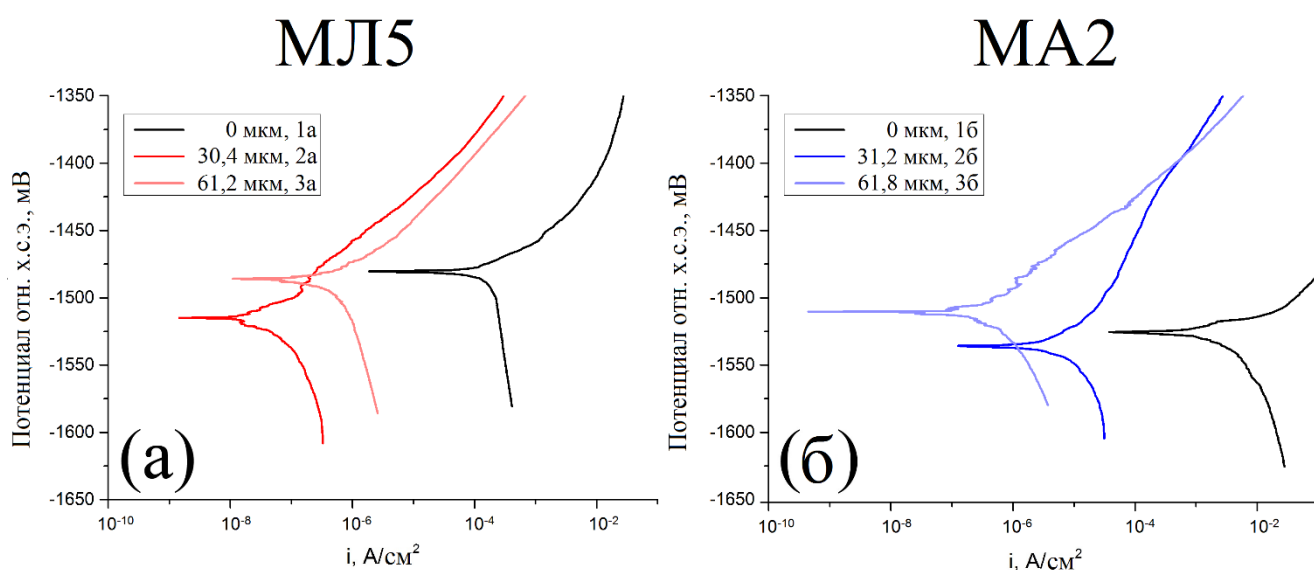 МЛ5
МА2
-1350
-1400
-1450
-1500
-1550
-1600
-1650
0 мкм, 1а
30,4 мкм, 2а
61,2 мкм, 3а
Потенциал отн. х.с.э., мВ
(а)
10⁻¹⁰
10⁻⁸
10⁻⁶
10⁻⁴
10⁻²
i, А/см²
-1350
-1400
-1450
-1500
-1550
-1600
-1650
0 мкм, 1б
31,2 мкм, 2б
61,8 мкм, 3б
Потенциал отн. х.с.э., мВ
(б)
10⁻¹⁰
10⁻⁸
10⁻⁶
10⁻⁴
10⁻²
i, А/см²